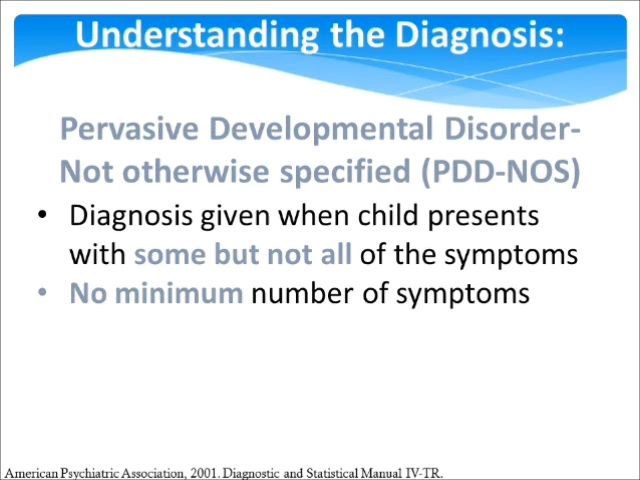 Understanding the Diagnosis:
Pervasive Developmental Disorder-
Not otherwise specified (PDD-NOS)
• Diagnosis given when child presents
with some but not all of the symptoms
• No minimum number of symptoms
American Psychiatric Association, 2001. Diagnostic and Statistical Manual IV-TR.